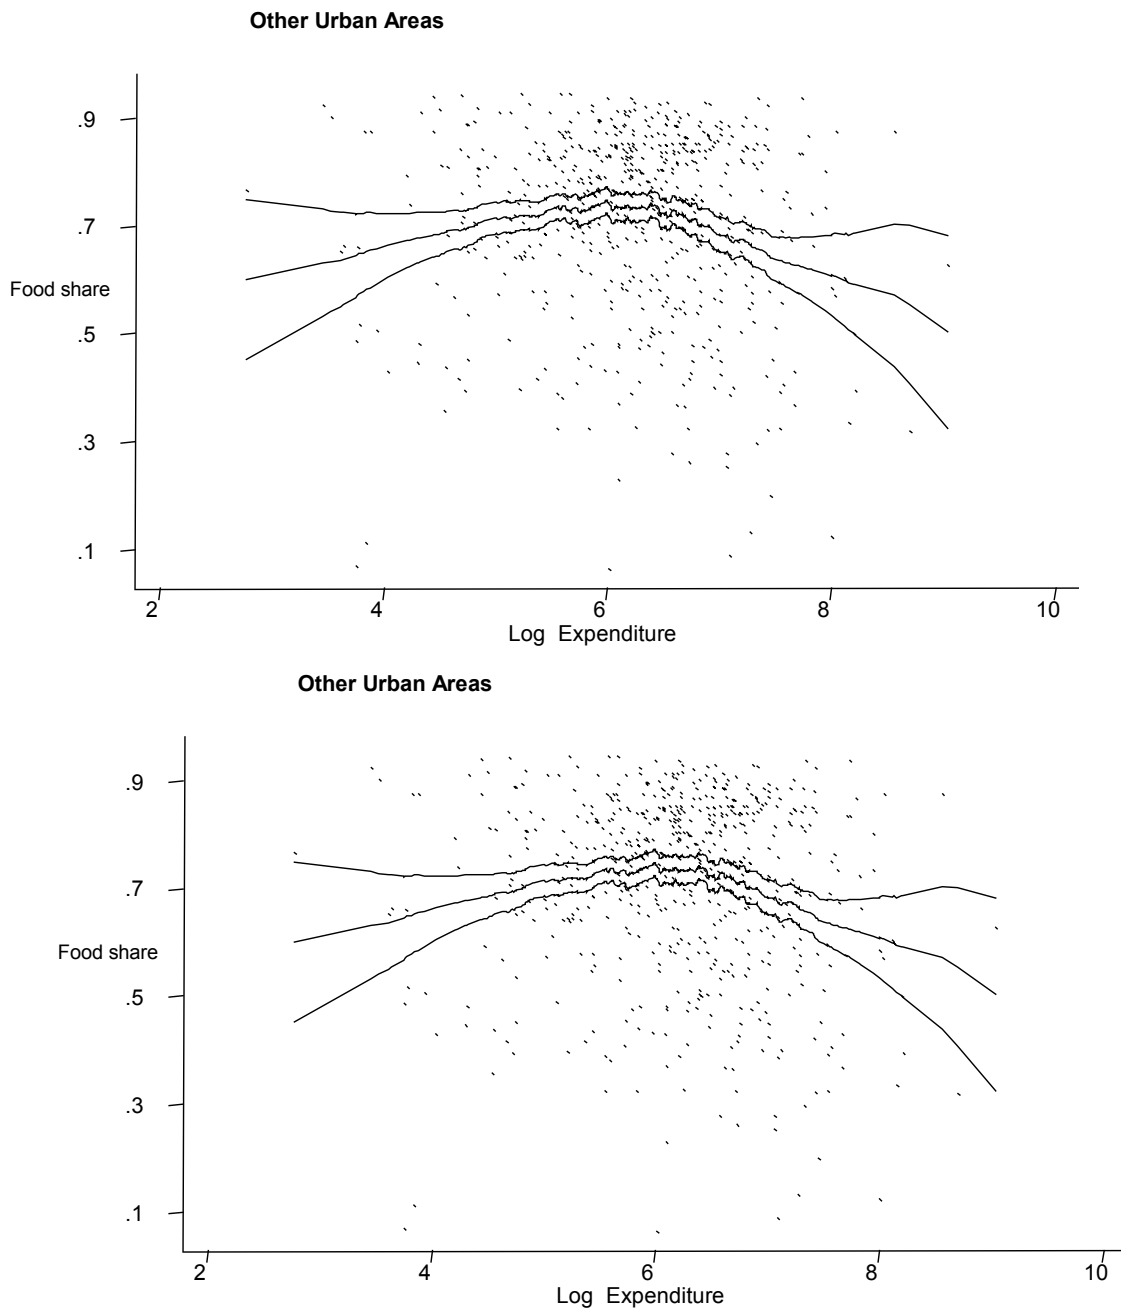 Other Urban Areas
.9
.7
Food share
.5
.3
.1
2 4 6 8 10
Log Expenditure
Other Urban Areas
.9
.7
Food share
.5
.3
.1
2 4 6 8 10
Log Expenditure